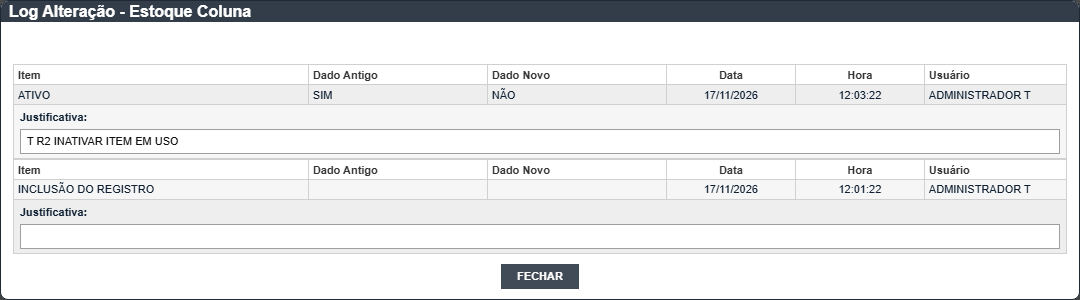 Log Alteração - Estoque Coluna
Item Dado Antigo Dado Novo Data Hora Usuário
ATIVO SIM NÃO 17/11/2026 12:03:22 ADMINISTRADOR T
Justificativa:
T R2 INATIVAR ITEM EM USO
Item Dado Antigo Dado Novo Data Hora Usuário
INCLUSÃO DO REGISTRO 17/11/2026 12:01:22 ADMINISTRADOR T
Justificativa:
FECHAR